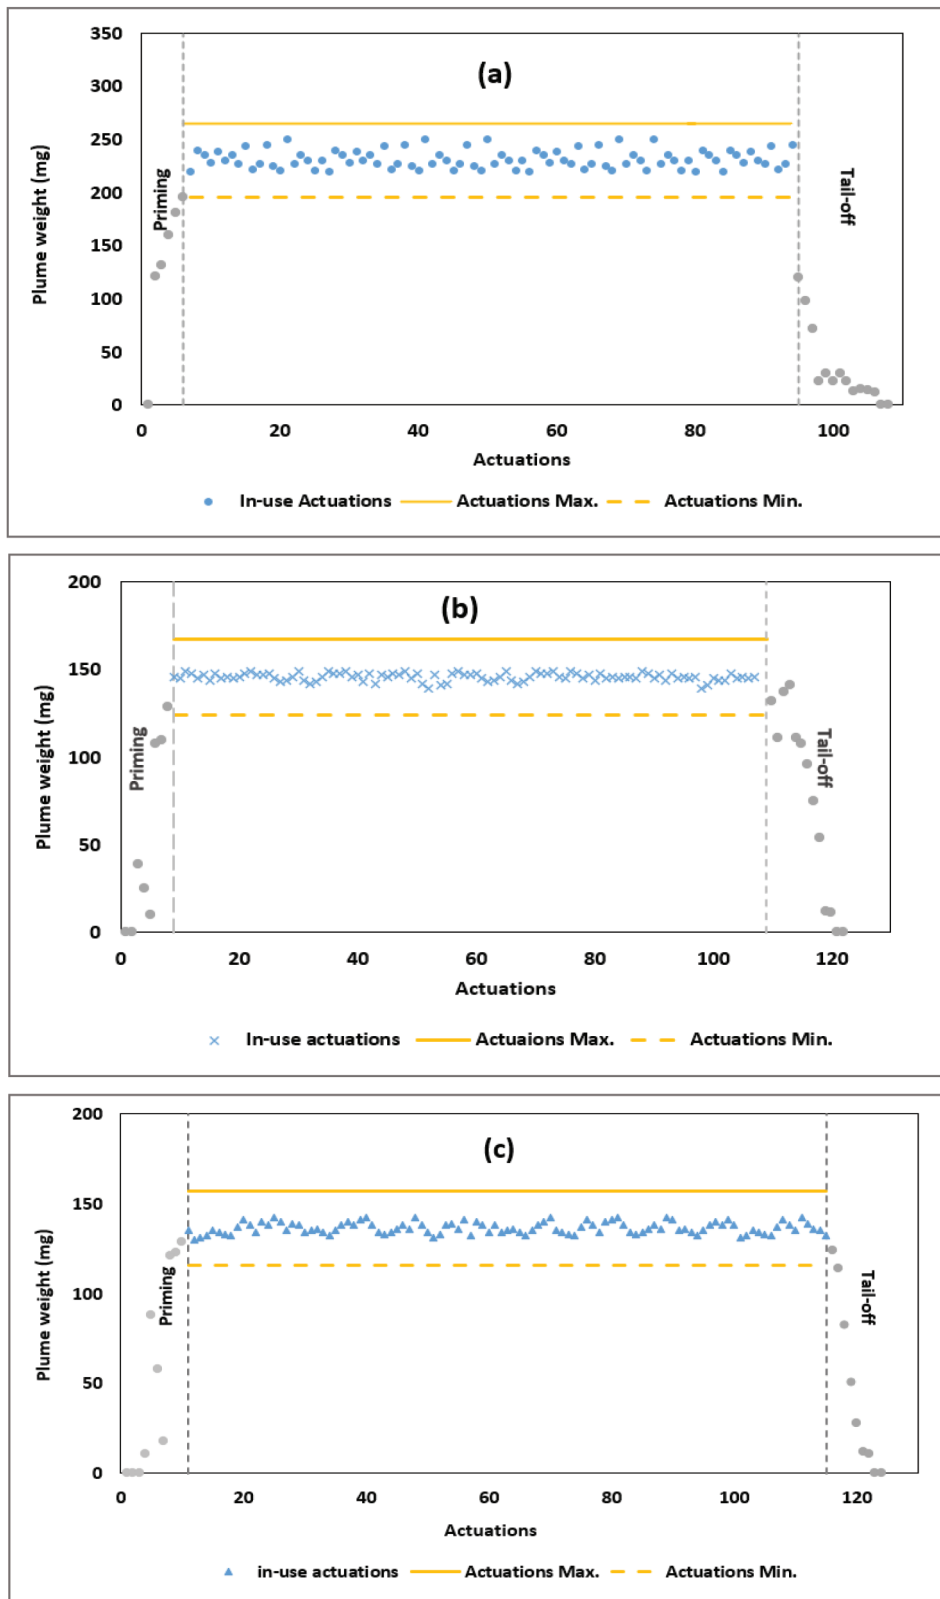 350
(a)
300
250
200
150
100
50
0
Plume weight (mg)
Priming
Tail-off
0 20 40 60 80 100
Actuations
In-use Actuations Actuations Max. Actuations Min.
200
(b)
150
100
50
0
Plume weight (mg)
Priming
Tail-off
0 20 40 60 80 100 120
Actuations
In-use actuations Actuaions Max. Actuations Min.
200
(c)
150
100
50
0
Plume weight (mg)
Priming
Tail-off
0 20 40 60 80 100 120
Actuations
in-use actuations Actuations Max. Actuations Min.